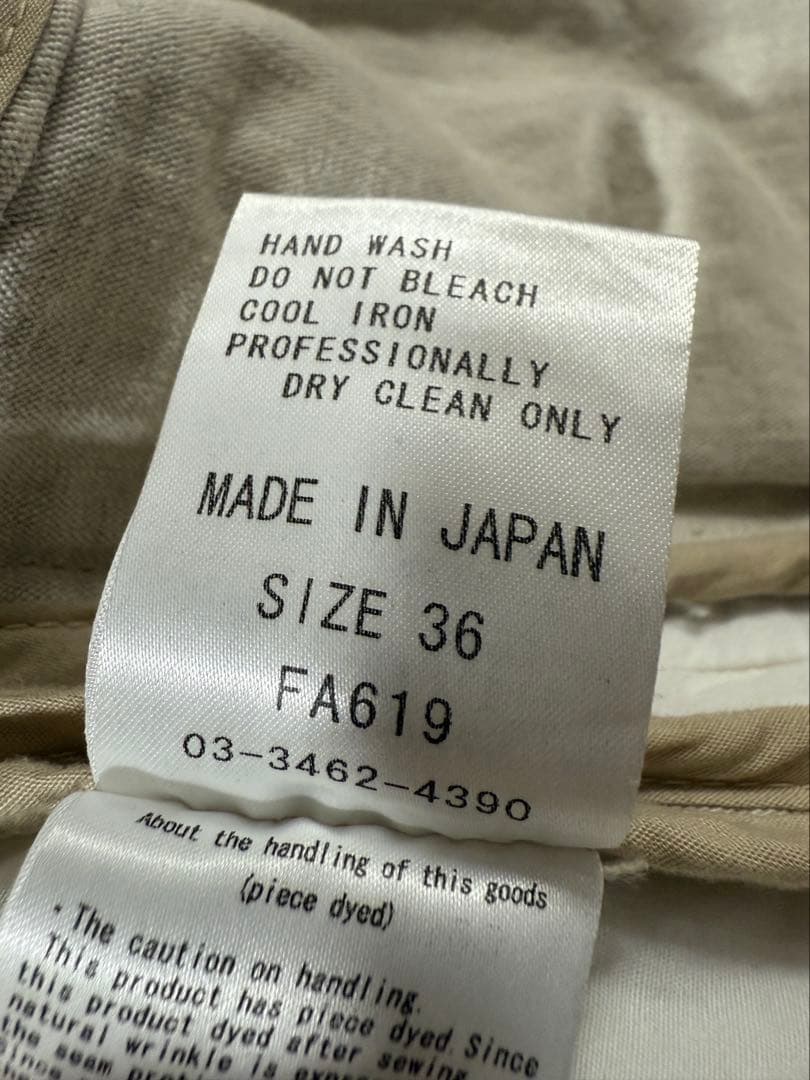 HAND WASH
DO NOT BLEACH
COOL IRON
PROFESSIONALLY
DRY CLEAN ONLY
MADE IN JAPAN
SIZE 36
FA619
03-3462-4390
About the handling of this goods
(piece dyed)
・The caution on handling.
This product has piece dyed. Since
this product dyed after sewing
natural wrinkle is
the seam